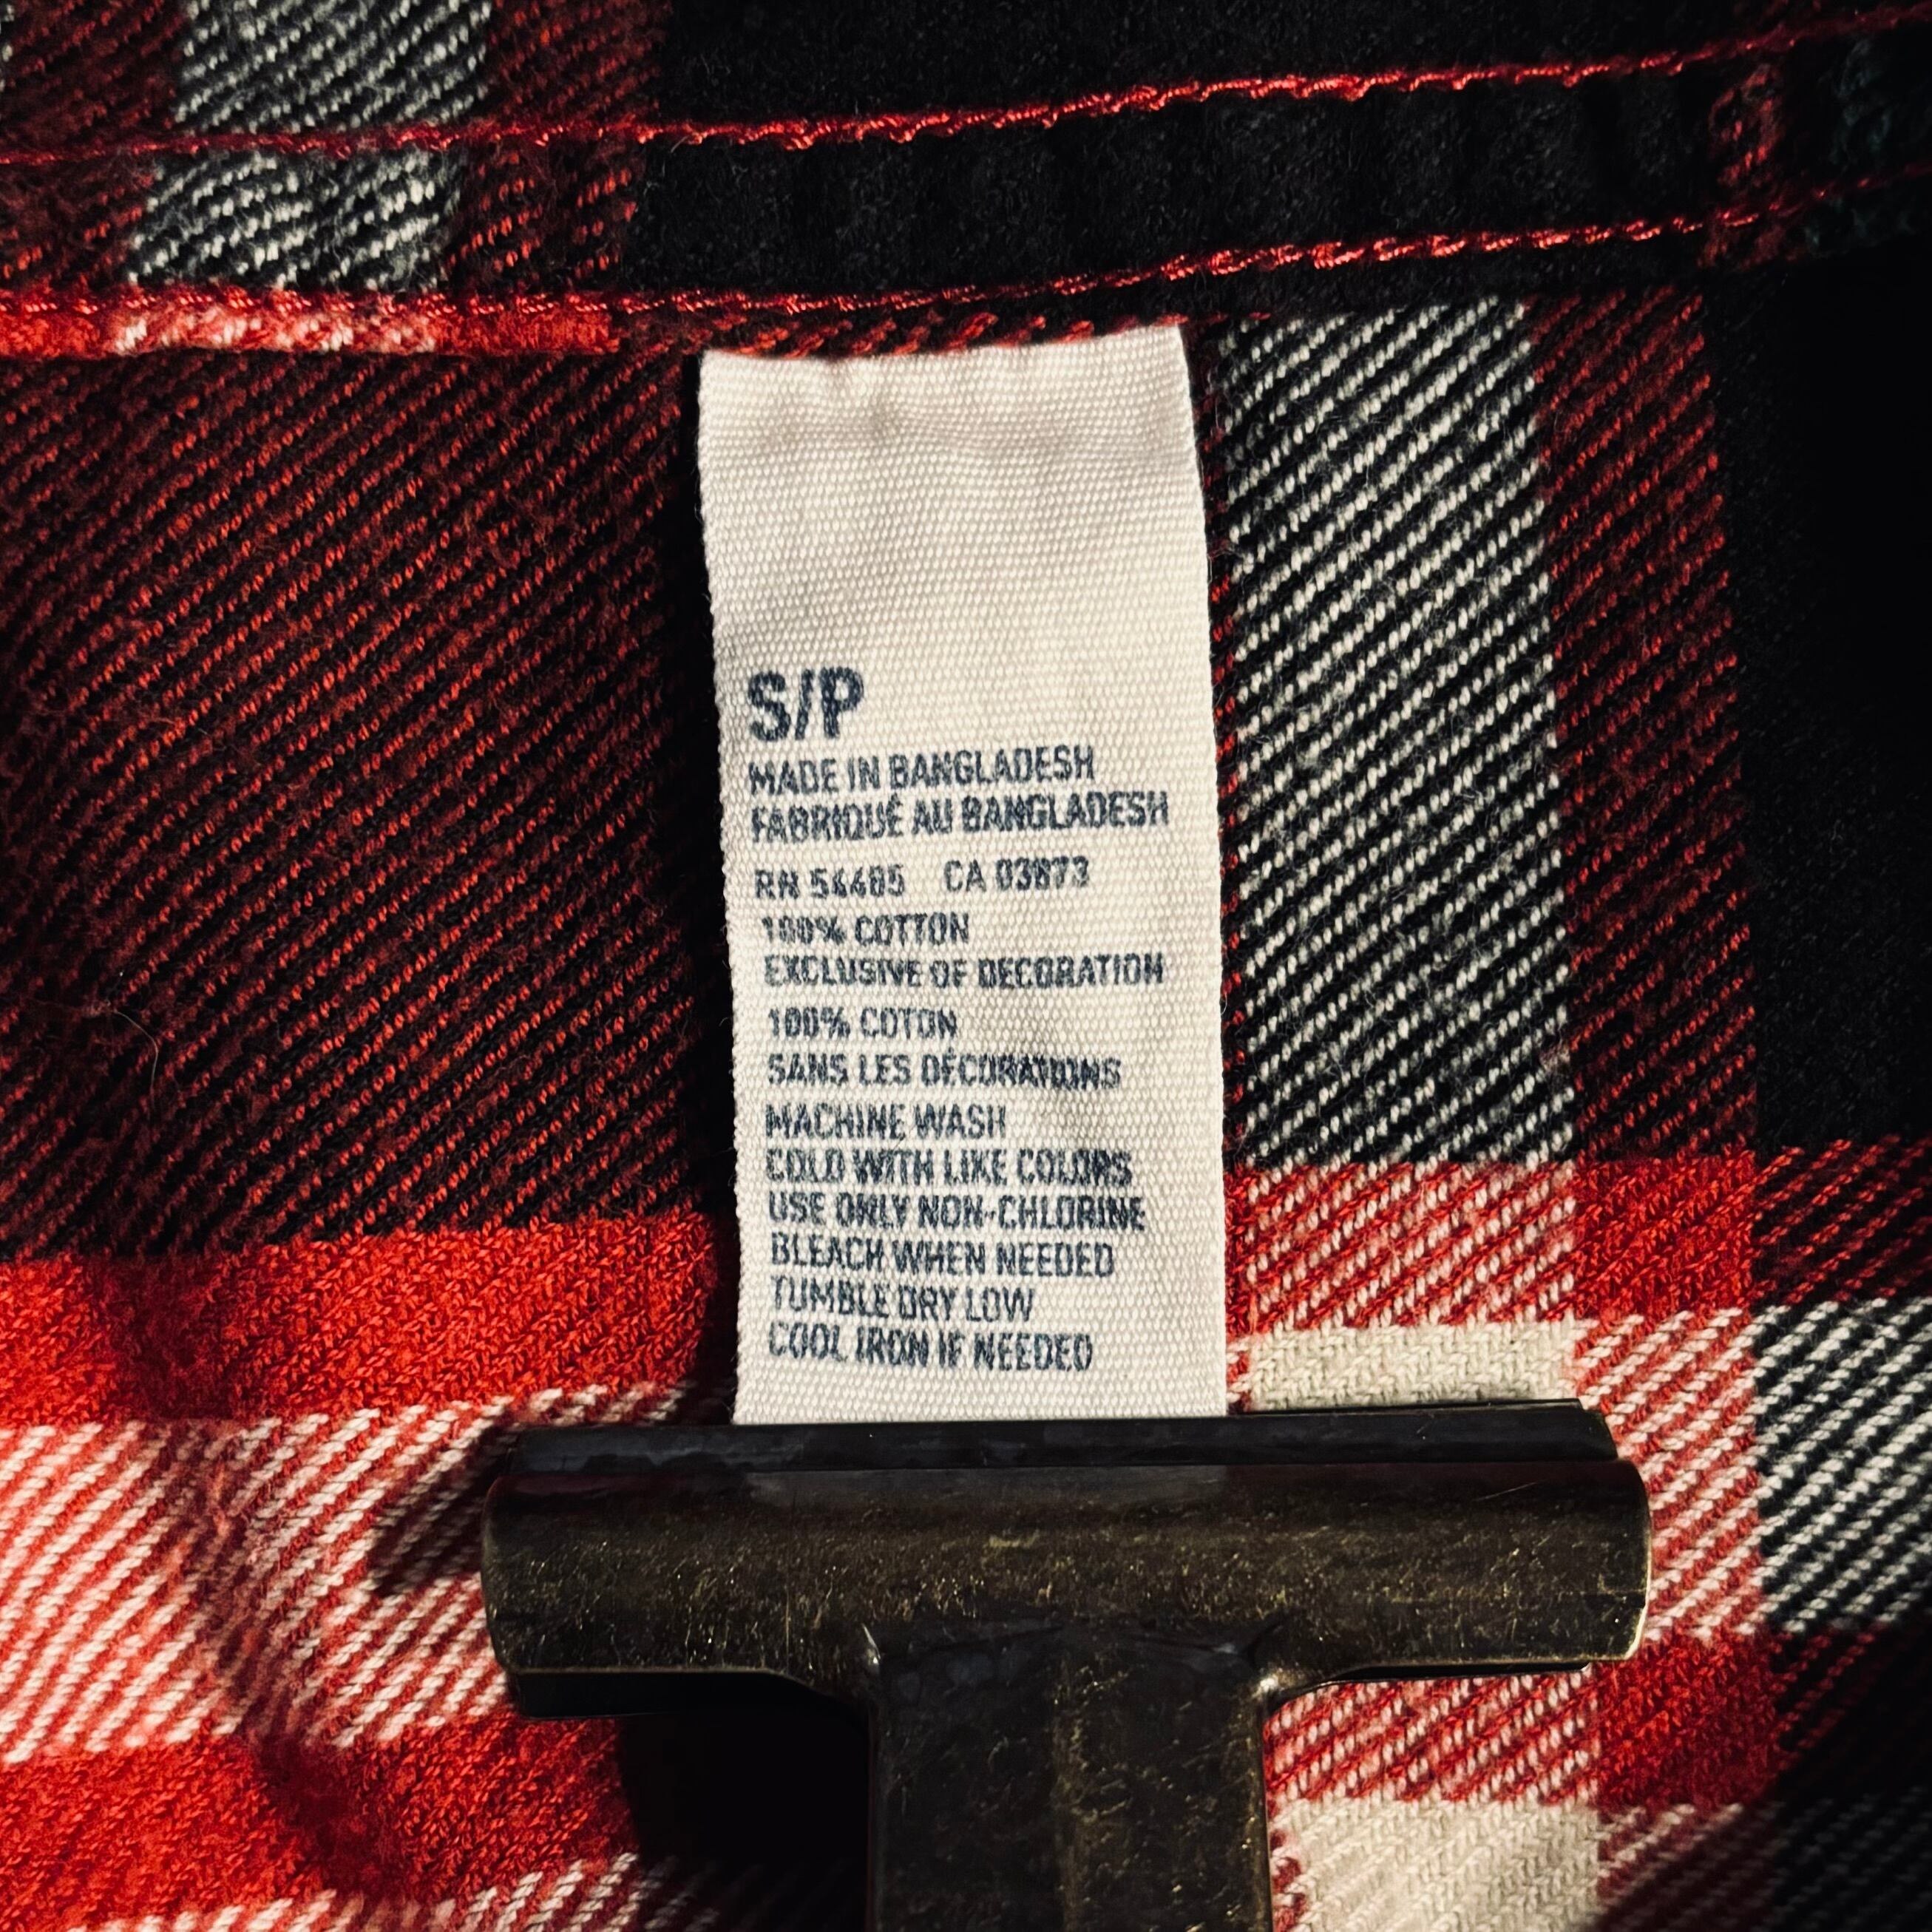 S/P
MADE IN BANGLADESH
FABRIQUÉ AU BANGLADESH
RN 54485 CA 03873
100% COTTON
EXCLUSIVE OF DECORATION
100% COTON
SANS LES DÉCORATIONS
MACHINE WASH
COLD WITH LIKE COLORS
USE ONLY NON-CHLORINE
BLEACH WHEN NEEDED
TUMBLE DRY LOW
COOL IRON IF NEEDED